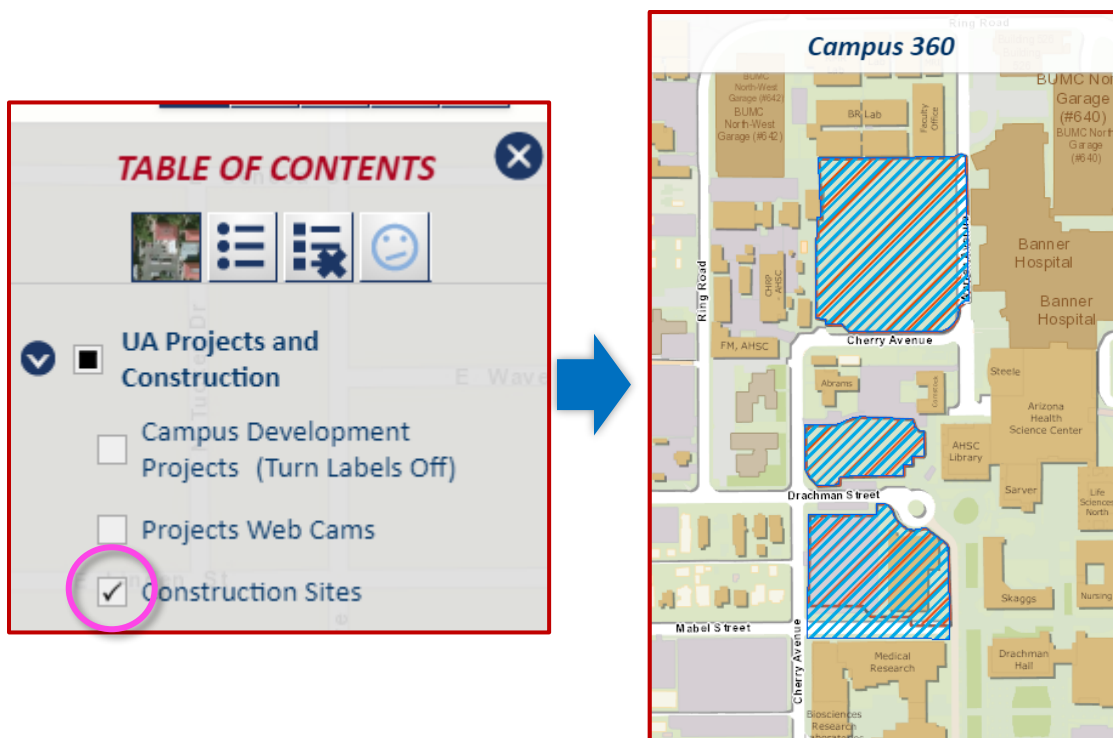 TABLE OF CONTENTS
UA Projects and
Construction
Campus Development
Projects (Turn Labels Off)
Projects Web Cams
Construction Sites
E Wave
Ring Road
Campus 360
BUMC
North-West
Garage (#642)
BUMC
North-West
Garage (#642)
BR Lab
Faculty
Office
BUMC Nor
Garage
(#640)
BUMC North
Garage
(#640)
Banner
Hospital
Banner
Hospital
Ring Road
CHRP -
AHSC
FM, AHSC
Cherry Avenue
Abrams
Steele
Arizona
Health
Science Center
AHSC
Library
Sarver
Life
Sciences
North
Drachman Street
Skaggs
Nursing
Mabel Street
Cherry Avenue
Medical
Research
Drachman
Hall
Biosciences
Research